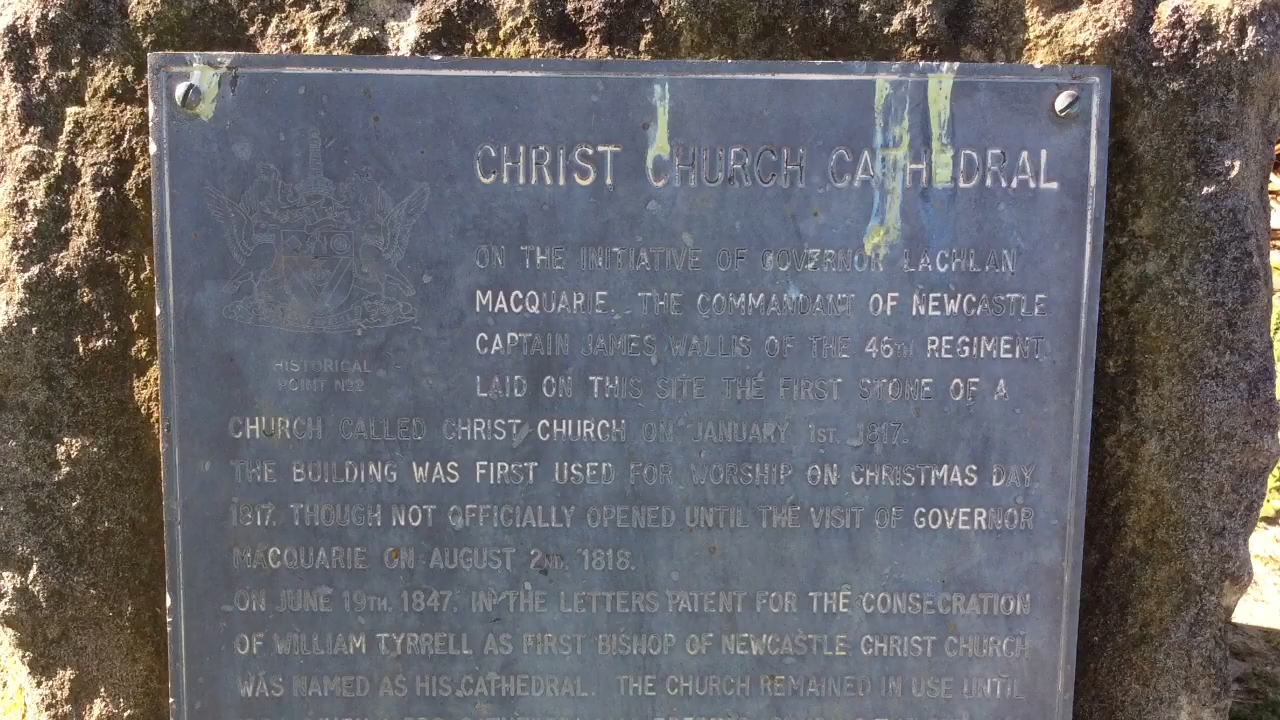 CHRIST CHURCH CATHEDRAL
ON THE INITIATIVE OF GOVERNOR LACHLAN
MACQUARIE, THE COMMANDANT OF NEWCASTLE
CAPTAIN JAMES WALLIS OF THE 46TH REGIMENT
LAID ON THIS SITE THE FIRST STONE OF A
HISTORICAL
POINT No2
CHURCH CALLED CHRIST CHURCH ON JANUARY 1ST. 1817.
THE BUILDING WAS FIRST USED FOR WORSHIP ON CHRISTMAS DAY,
1817, THOUGH NOT OFFICIALLY OPENED UNTIL THE VISIT OF GOVERNOR
MACQUARIE ON AUGUST 2ND. 1818.
ON JUNE 19TH. 1847, IN THE LETTERS PATENT FOR THE CONSECRATION
OF WILLIAM TYRRELL AS FIRST BISHOP OF NEWCASTLE CHRIST CHURCH
WAS NAMED AS HIS CATHEDRAL. THE CHURCH REMAINED IN USE UNTIL